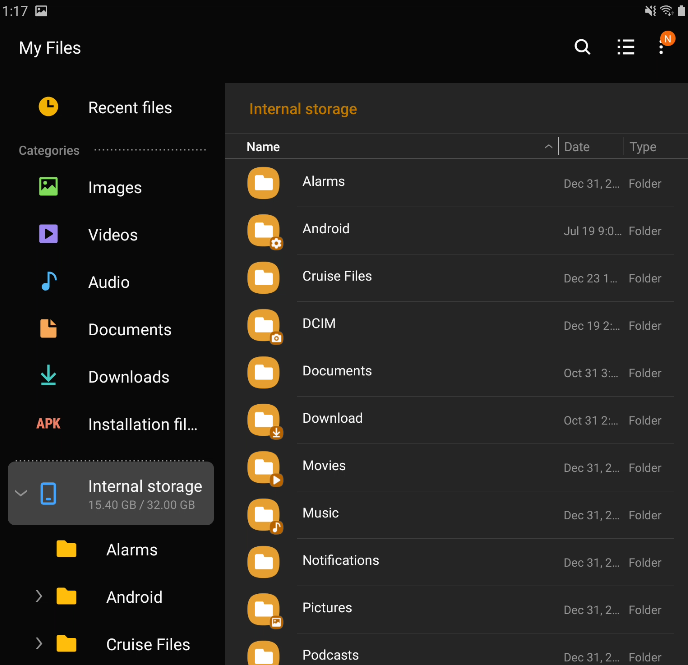 1:17
My Files
N
Recent files
Categories
Images
Videos
Audio
Documents
Downloads
APK Installation fil...
Internal storage
15.40 GB / 32.00 GB
Alarms
Android
Cruise Files
Internal storage
Name Date Type
Alarms Dec 31, 2... Folder
Android Jul 19 9:0... Folder
Cruise Files Dec 23 1... Folder
DCIM Dec 19 2:... Folder
Documents Oct 31 3:... Folder
Download Oct 31 2:... Folder
Movies Dec 31, 2... Folder
Music Dec 31, 2... Folder
Notifications Dec 31, 2... Folder
Pictures Dec 31, 2... Folder
Podcasts Dec 31, 2... Folder